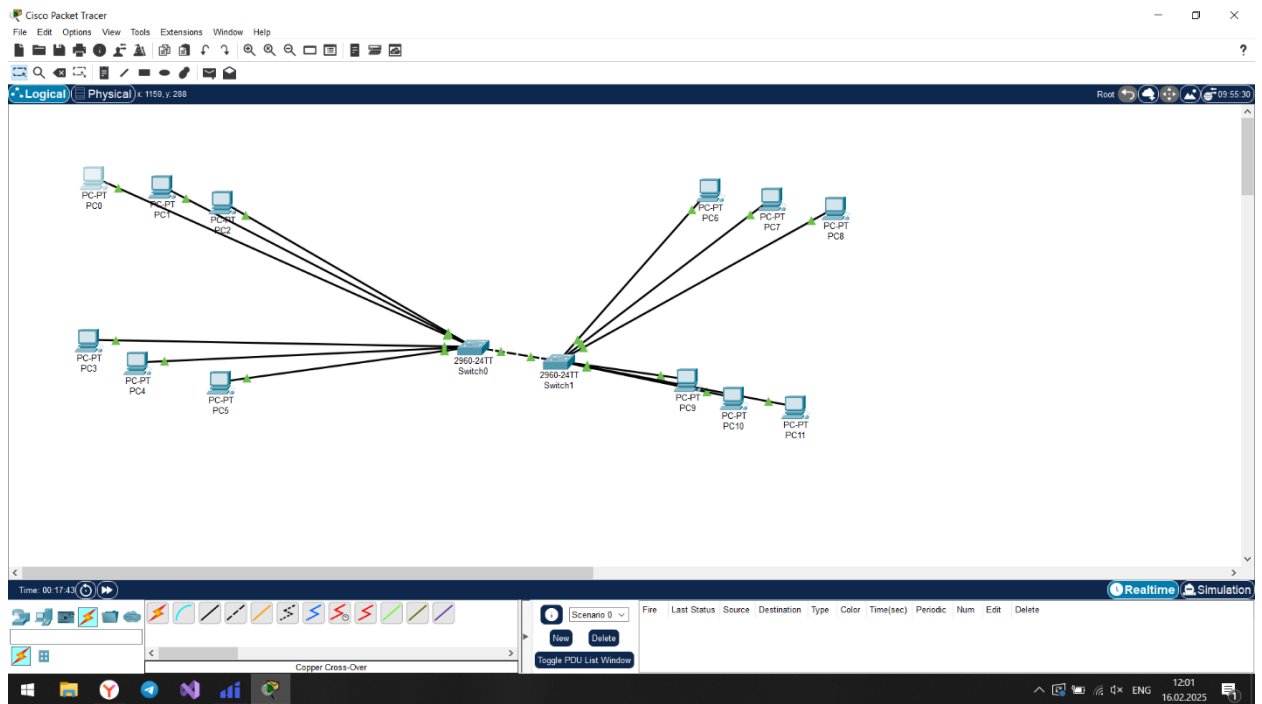 Cisco Packet Tracer
File Edit Options View Tools Extensions Window Help
?
Logical Physical x: 1159, y: 288 Root 09:55:30
PC-PT
PC0
PC-PT
PC1
PC-PT
PC2
PC-PT
PC6
PC-PT
PC7
PC-PT
PC8
PC-PT
PC3
PC-PT
PC4
PC-PT
PC5
2960-24TT
Switch0
2960-24TT
Switch1
PC-PT
PC9
PC-PT
PC10
PC-PT
PC11
Time: 00:17:43 Realtime Simulation
Scenario 0
New Delete
Toggle PDU List Window
Fire Last Status Source Destination Type Color Time(sec) Periodic Num Edit Delete
Copper Cross-Over
ENG 12:01
16.02.2025